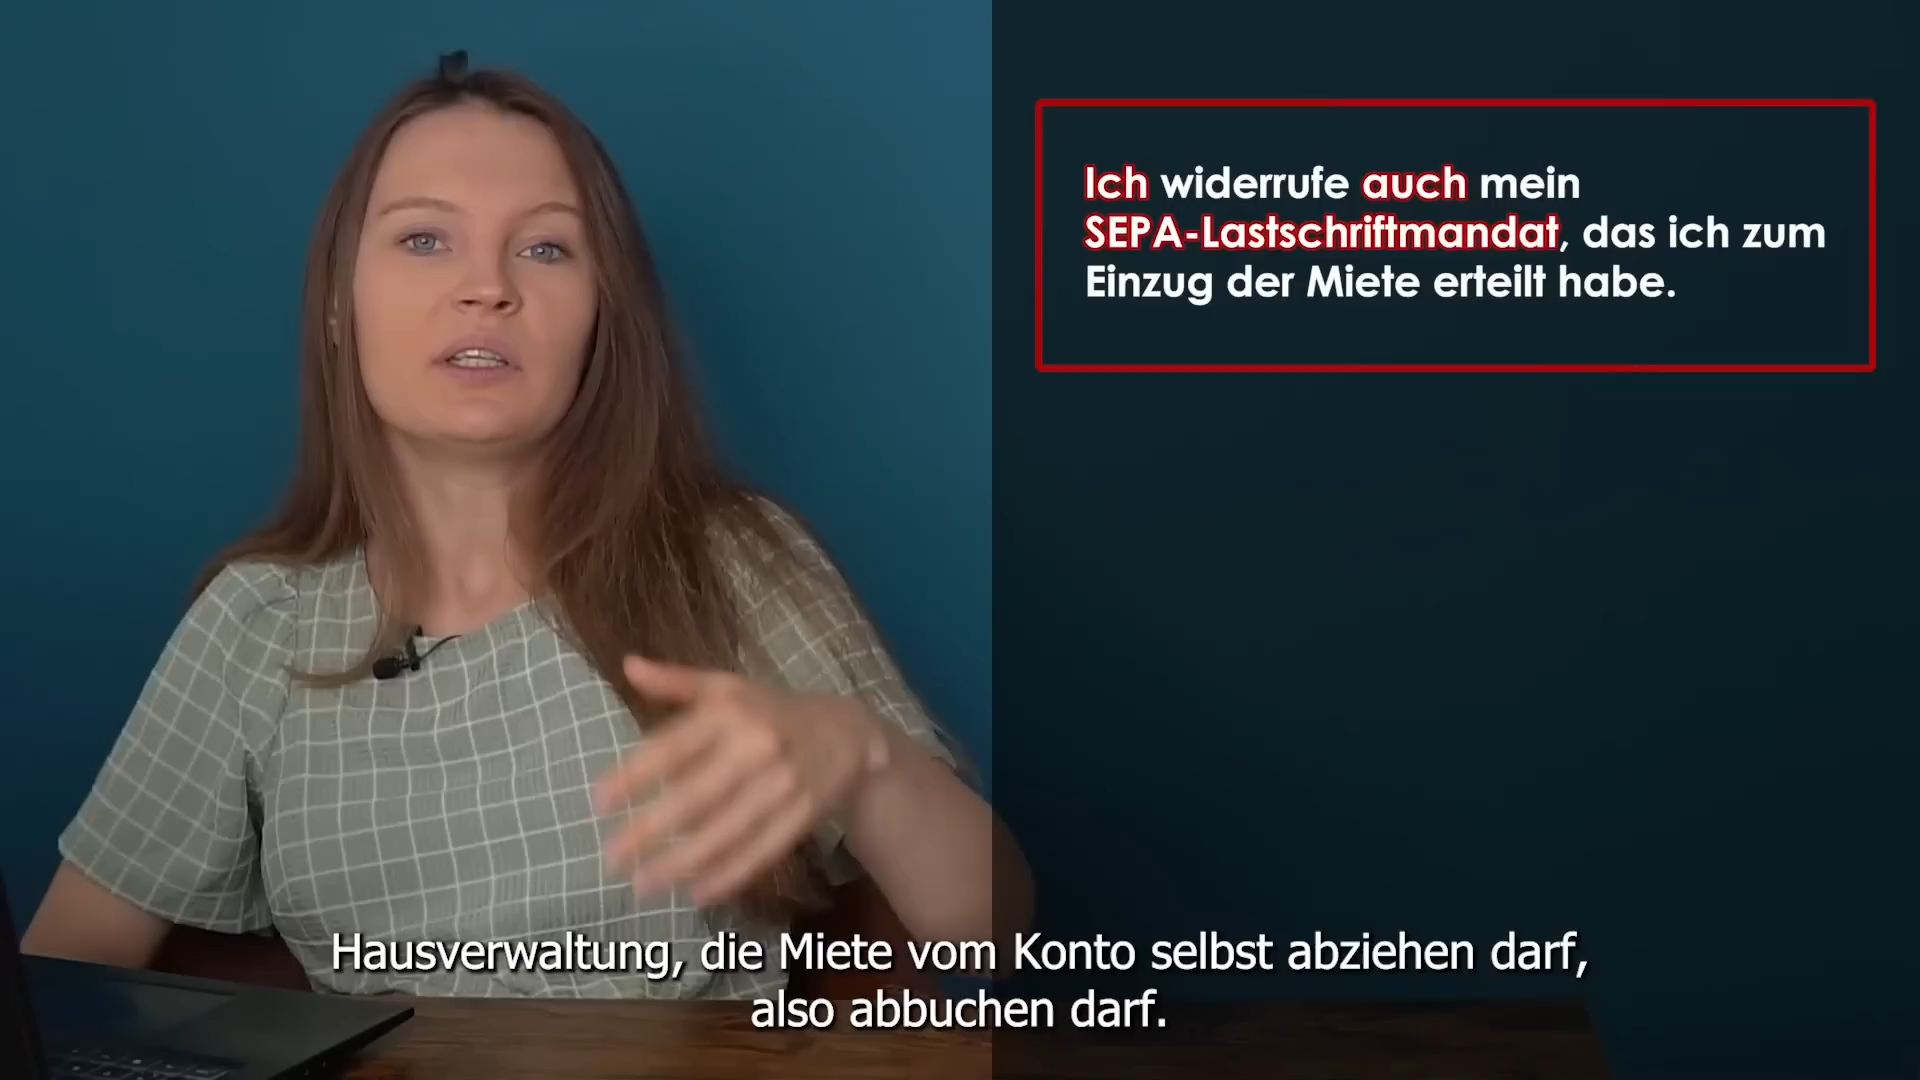 Ich widerrufe auch mein
SEPA-Lastschriftmandat, das ich zum
Einzug der Miete erteilt habe.
Hausverwaltung, die Miete vom Konto selbst abziehen darf,
also abbuchen darf.